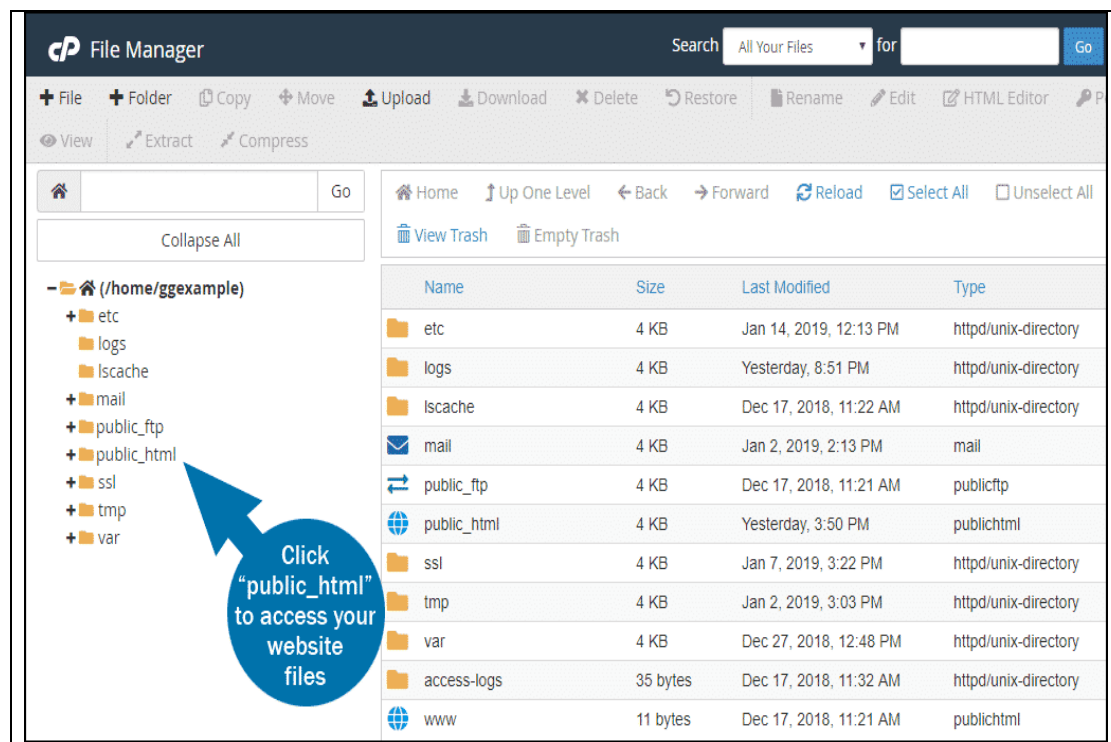 cP File Manager
Search All Your Files for Go
File Folder Copy Move Upload Download Delete Restore Rename Edit HTML Editor
View Extract Compress
Go
Collapse All
(/home/ggexample)
etc
logs
lscache
mail
public_ftp
public_html
ssl
tmp
var
Click
“public_html”
to access your
website
files
Home Up One Level Back Forward Reload Select All Unselect All
View Trash Empty Trash
Name Size Last Modified Type
etc 4 KB Jan 14, 2019, 12:13 PM httpd/unix-directory
logs 4 KB Yesterday, 8:51 PM httpd/unix-directory
lscache 4 KB Dec 17, 2018, 11:22 AM httpd/unix-directory
mail 4 KB Jan 2, 2019, 2:13 PM mail
public_ftp 4 KB Dec 17, 2018, 11:21 AM publicftp
public_html 4 KB Yesterday, 3:50 PM publichtml
ssl 4 KB Jan 7, 2019, 3:22 PM httpd/unix-directory
tmp 4 KB Jan 2, 2019, 3:03 PM httpd/unix-directory
var 4 KB Dec 27, 2018, 12:48 PM httpd/unix-directory
access-logs 35 bytes Dec 17, 2018, 11:32 AM httpd/unix-directory
www 11 bytes Dec 17, 2018, 11:21 AM publichtml